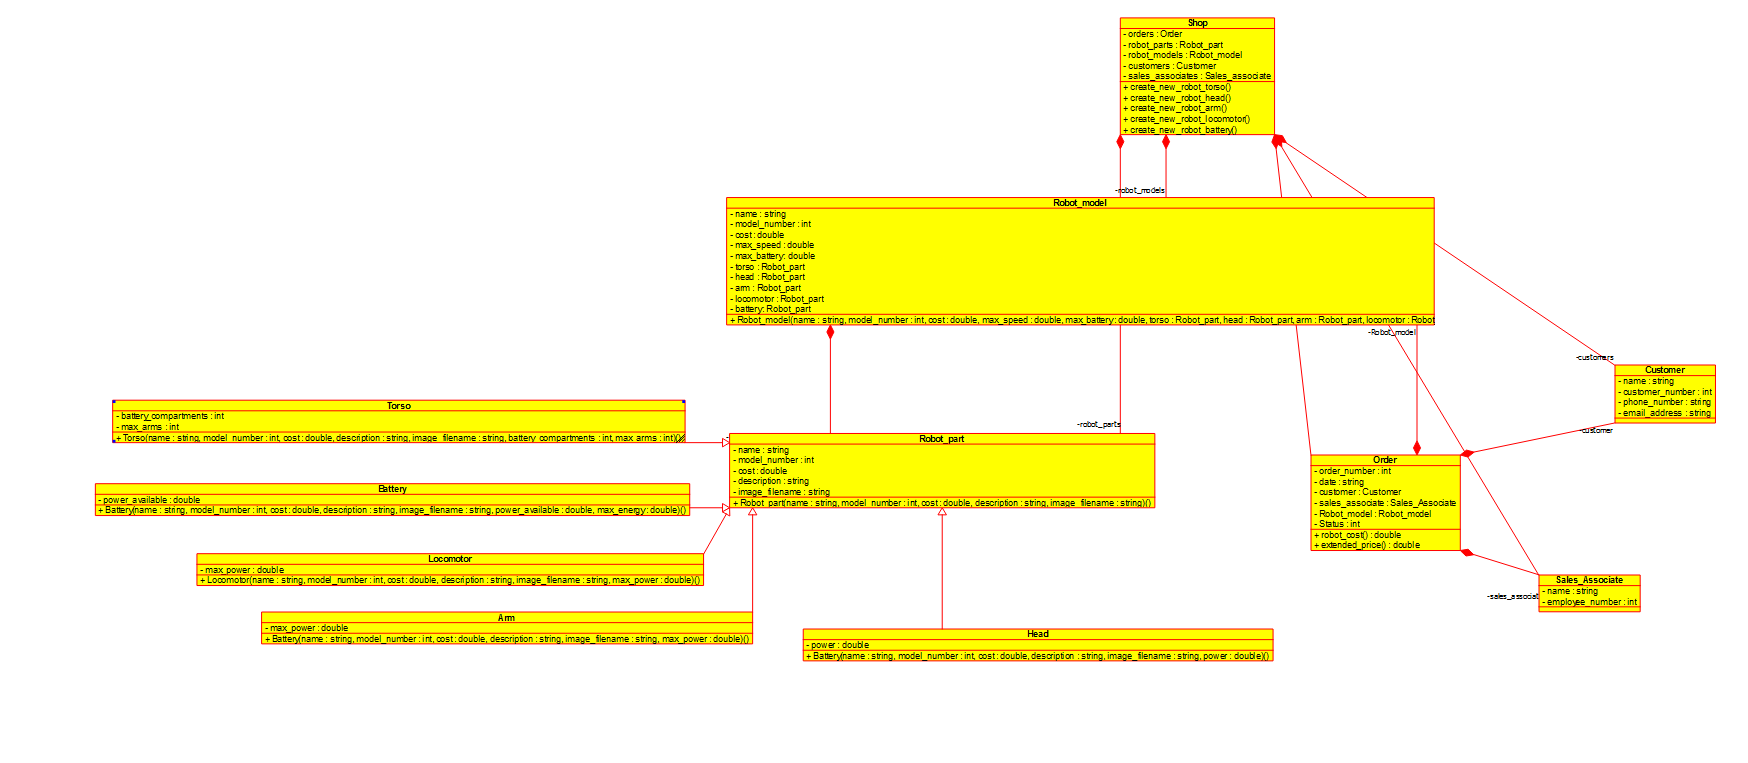 Shop
- orders : Order
- robot_parts : Robot_part
- robot_models : Robot_model
- customers : Customer
- sales_associates : Sales_associate
+ create_new_robot_torso()
+ create_new_robot_head()
+ create_new_robot_arm()
+ create_new_robot_locomotor()
+ create_new_robot_battery()
-robot_models
Robot_model
- name : string
- model_number : int
- cost : double
- max_speed : double
- max_battery : double
- torso : Robot_part
- head : Robot_part
- arm : Robot_part
- locomotor : Robot_part
- battery : Robot_part
+ Robot_model(name : string, model_number : int, cost : double, max_speed : double, max_battery : double, torso : Robot_part, head : Robot_part, arm : Robot_part, locomotor : Robot
-Robot_model
-customers
Customer
- name : string
- customer_number : int
- phone_number : string
- email_address : string
-customer
Torso
- battery_compartments : int
- max_arms : int
+ Torso(name : string, model_number : int, cost : double, description : string, image_filename : string, battery_compartments : int, max_arms : int)()
-robot_parts
Robot_part
- name : string
- model_number : int
- cost : double
- description : string
- image_filename : string
+ Robot_part(name : string, model_number : int, cost : double, description : string, image_filename : string)()
Order
- order_number : int
- date : string
- customer : Customer
- sales_associate : Sales_Associate
- Robot_model : Robot_model
- Status : int
+ robot_cost() : double
+ extended_price() : double
Battery
- power_available : double
+ Battery(name : string, model_number : int, cost : double, description : string, image_filename : string, power_available : double, max_energy : double)()
Locomotor
- max_power : double
+ Locomotor(name : string, model_number : int, cost : double, description : string, image_filename : string, max_power : double)()
Sales_Associate
- name : string
- employee_number : int
-sales_associat
Arm
- max_power : double
+ Battery(name : string, model_number : int, cost : double, description : string, image_filename : string, max_power : double)()
Head
- power : double
+ Battery(name : string, model_number : int, cost : double, description : string, image_filename : string, power : double)()